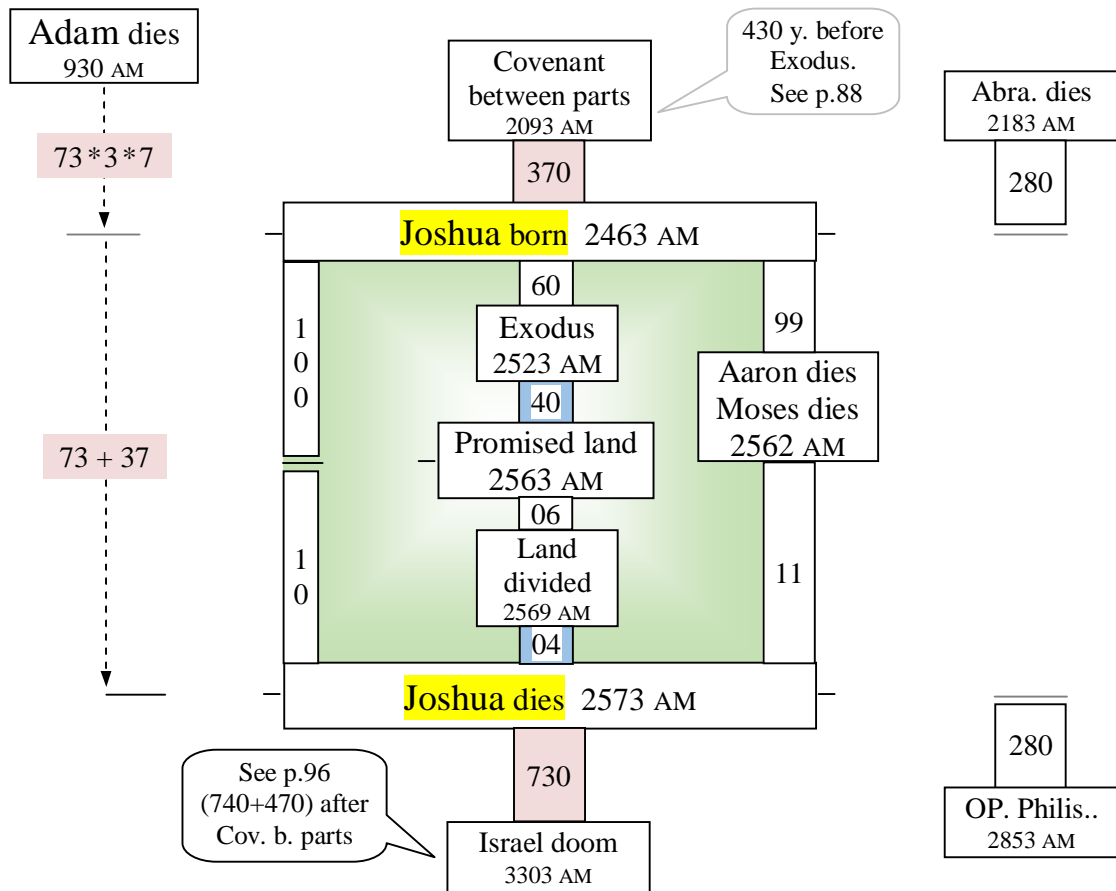 Adam dies
930 AM
73*3*7
73 + 37
Covenant
between parts
2093 AM
430 y. before
Exodus.
See p.88
Abra. dies
2183 AM
370
280
Joshua born 2463 AM
1
0
0
1
0
60
Exodus
2523 AM
40
Promised land
2563 AM
06
Land
divided
2569 AM
04
99
Aaron dies
Moses dies
2562 AM
11
Joshua dies 2573 AM
730
See p.96
(740+470) after
Cov. b. parts
Israel doom
3303 AM
280
OP. Philis..
2853 AM